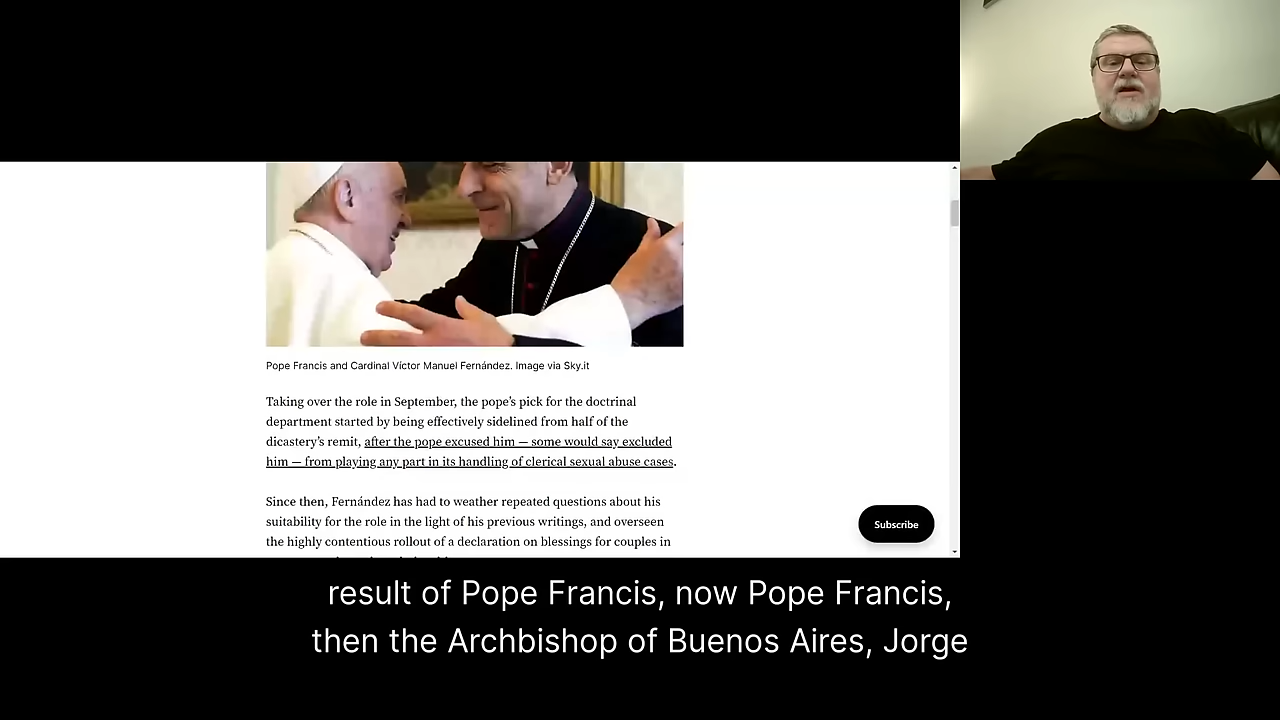 Pope Francis and Cardinal Víctor Manuel Fernández. Image via Sky.it
Taking over the role in September, the pope's pick for the doctrinal
department started by being effectively sidelined from half of the
dicastery's remit, after the pope excused him — some would say excluded
him — from playing any part in its handling of clerical sexual abuse cases.
Since then, Fernández has had to weather repeated questions about his
suitability for the role in the light of his previous writings, and overseen
the highly contentious rollout of a declaration on blessings for couples in
Subscribe
result of Pope Francis, now Pope Francis,
then the Archbishop of Buenos Aires, Jorge